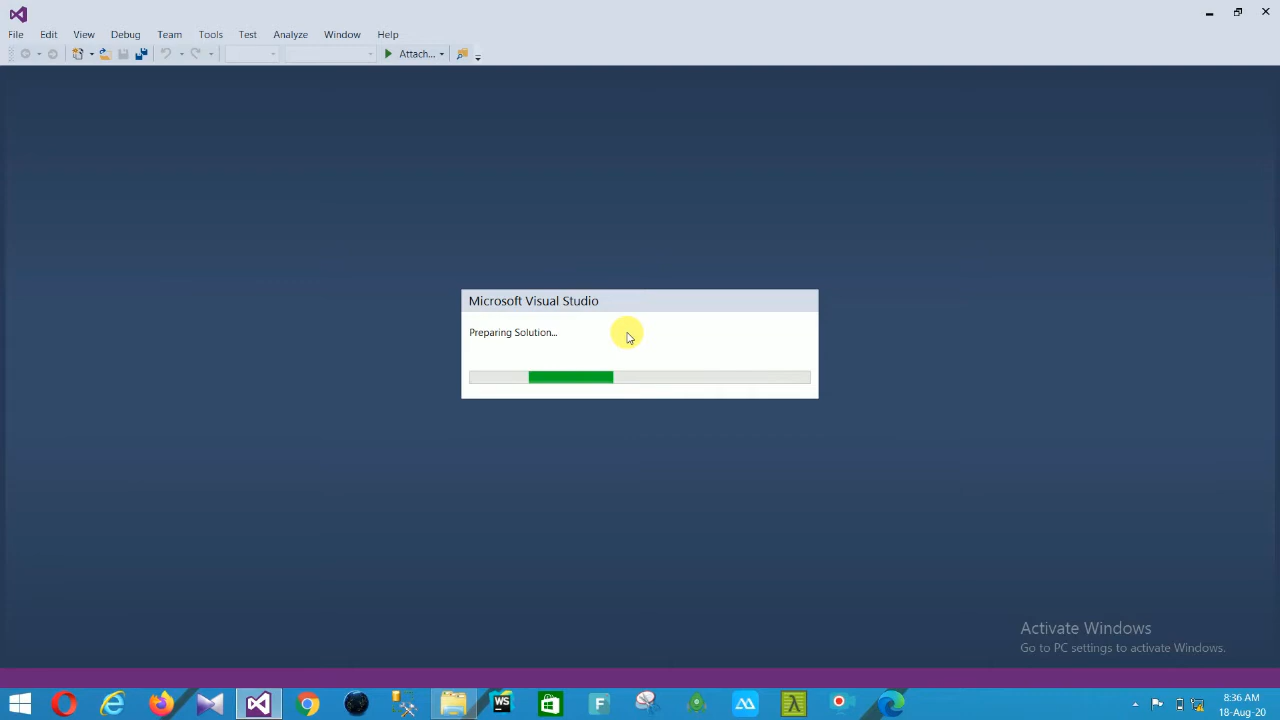 File Edit View Debug Team Tools Test Analyze Window Help
Attach...
Microsoft Visual Studio
Preparing Solution...
Activate Windows
Go to PC settings to activate Windows.
WS
F
λ
8:36 AM
18-Aug-20